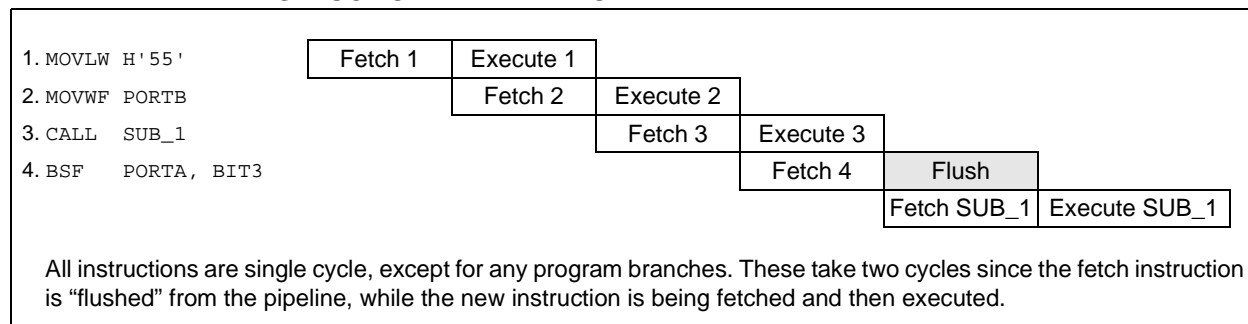 1. MOVLW H'55' Fetch 1 Execute 1
2. MOVWF PORTB Fetch 2 Execute 2
3. CALL SUB_1 Fetch 3 Execute 3
4. BSF PORTA, BIT3 Fetch 4 Flush
Fetch SUB_1 Execute SUB_1
All instructions are single cycle, except for any program branches. These take two cycles since the fetch instruction
is “flushed” from the pipeline, while the new instruction is being fetched and then executed.